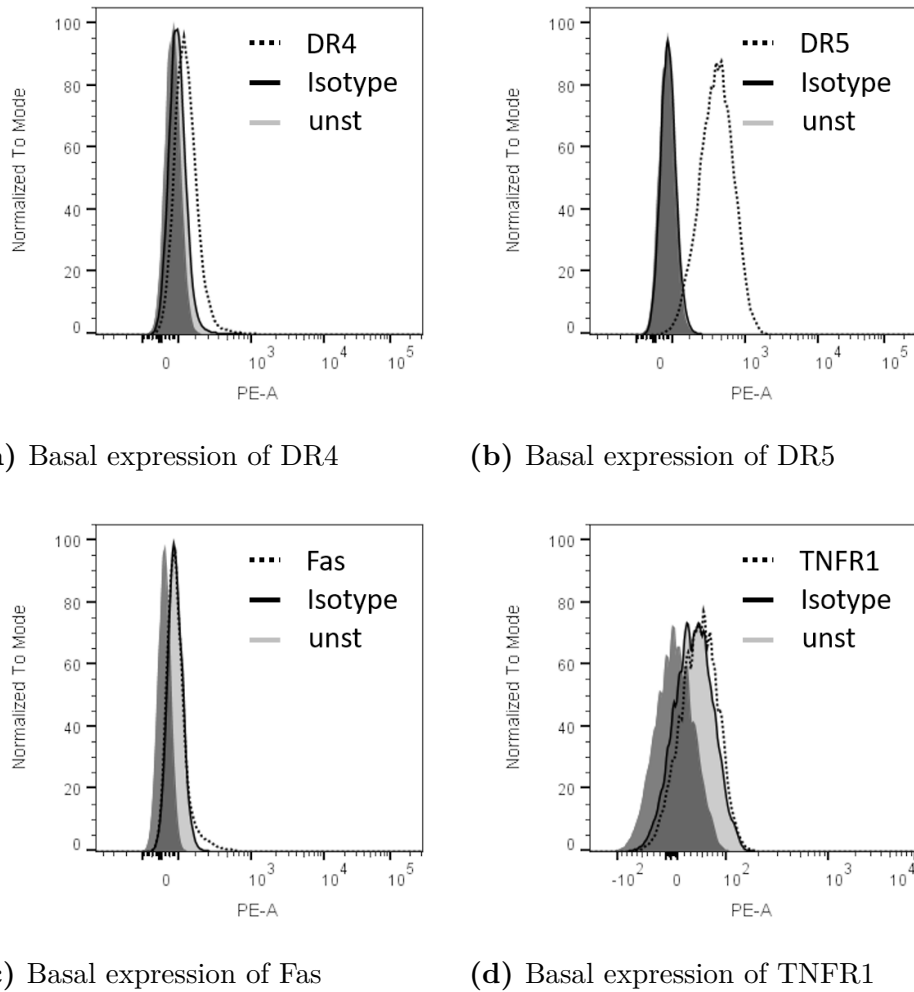 100
80
60
40
20
0
Normalized To Mode
DR4
Isotype
unst
0 10^3 10^4 10^5
PE-A
100
80
60
40
20
0
Normalized To Mode
DR5
Isotype
unst
0 10^3 10^4 10^5
PE-A
) Basal expression of DR4
(b) Basal expression of DR5
100
80
60
40
20
0
Normalized To Mode
Fas
Isotype
unst
0 10^3 10^4 10^5
PE-A
100
80
60
40
20
0
Normalized To Mode
TNFR1
Isotype
unst
-10^2 0 10^2 10^3 10^4
PE-A
) Basal expression of Fas
(d) Basal expression of TNFR1